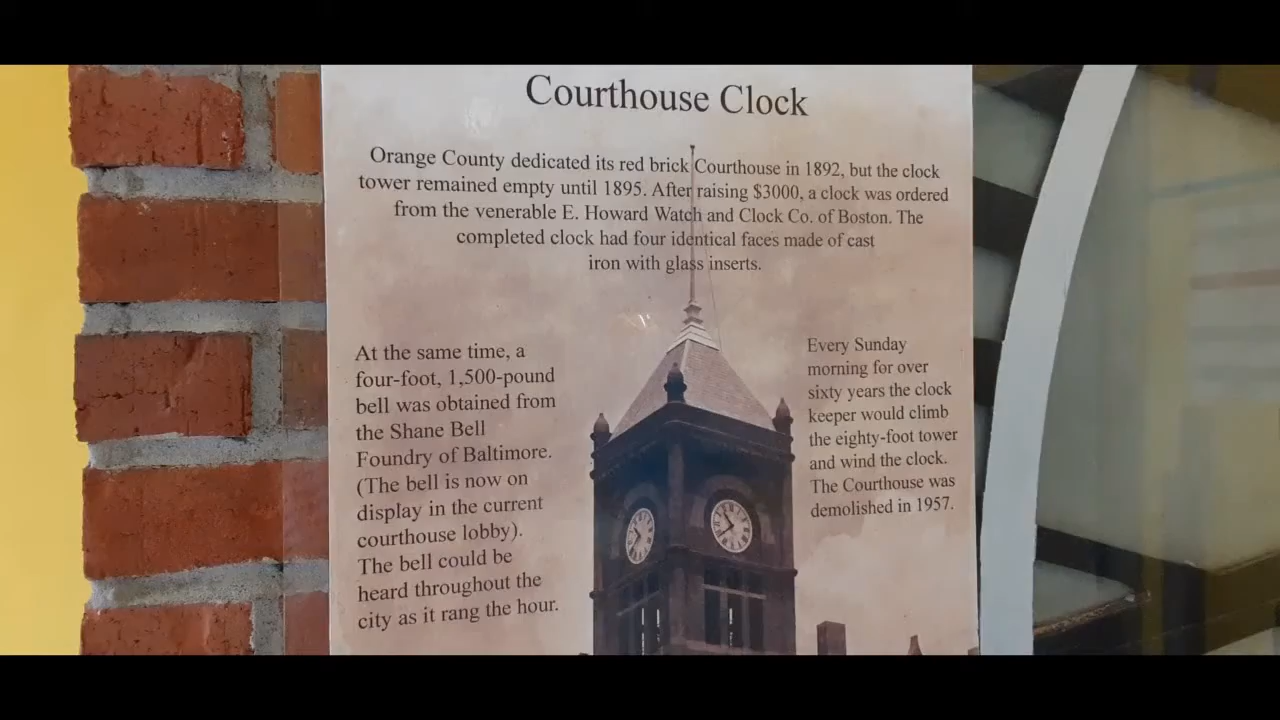 Courthouse Clock
Orange County dedicated its red brick Courthouse in 1892, but the clock
tower remained empty until 1895. After raising $3000, a clock was ordered
from the venerable E. Howard Watch and Clock Co. of Boston. The
completed clock had four identical faces made of cast
iron with glass inserts.
At the same time, a
four-foot, 1,500-pound
bell was obtained from
the Shane Bell
Foundry of Baltimore.
(The bell is now on
display in the current
courthouse lobby).
The bell could be
heard throughout the
city as it rang the hour.
Every Sunday
morning for over
sixty years the clock
keeper would climb
the eighty-foot tower
and wind the clock.
The Courthouse was
demolished in 1957.